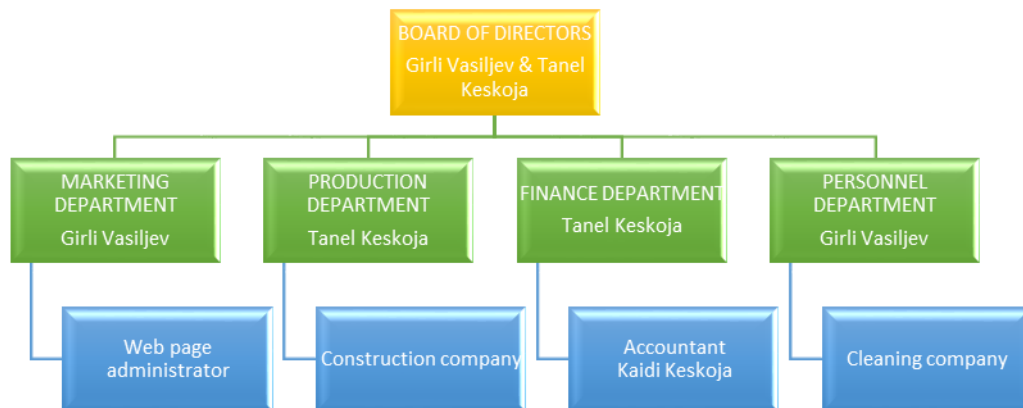 BOARD OF DIRECTORS
Girli Vasiljev & Tanel
Keskoja
MARKETING
DEPARTMENT
Girli Vasiljev
PRODUCTION
DEPARTMENT
Tanel Keskoja
FINANCE DEPARTMENT
Tanel Keskoja
PERSONNEL
DEPARTMENT
Girli Vasiljev
Web page
administrator
Construction company
Accountant
Kaidi Keskoja
Cleaning company